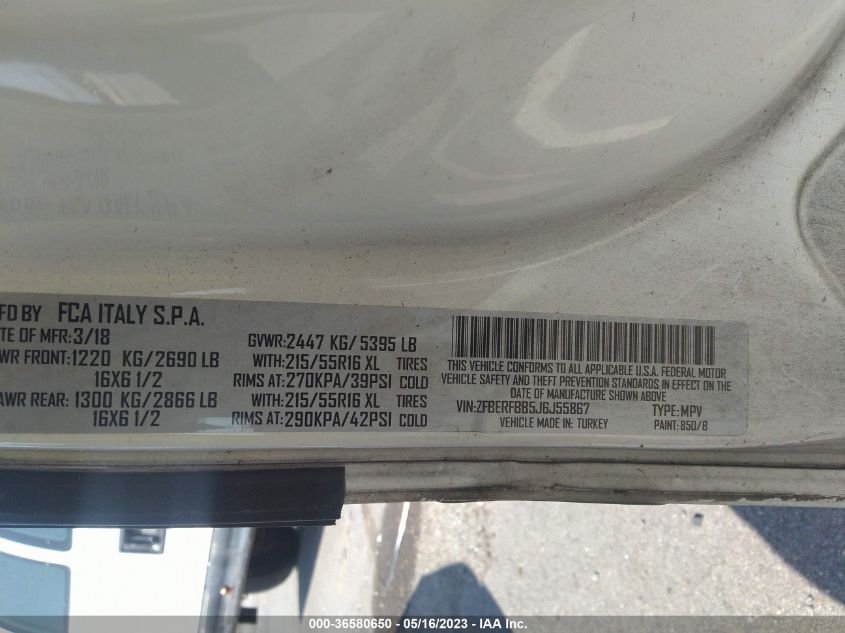 FD BY FCA ITALY S.P.A.
ATE OF MFR:3/18
WR FRONT:1220 KG/2690 LB
16X6 1/2
AWR REAR: 1300 KG/2866 LB
16X6 1/2
GVWR:2447 KG/5395 LB
WITH:215/55R16 XL TIRES
RIMS AT:270KPA/39PSI COLD
WITH:215/55R16 XL TIRES
RIMS AT:290KPA/42PSI COLD
THIS VEHICLE CONFORMS TO ALL APPLICABLE U.S.A. FEDERAL MOTOR
VEHICLE SAFETY AND THEFT PREVENTION STANDARDS IN EFFECT ON
DATE OF MANUFACTURE SHOWN ABOVE.
VIN:ZFBERFBB5J6J55867 TYPE:MPV
VEHICLE MADE IN: TURKEY PAINT: 850/B
000-36580650 - 05/16/2023 - IAA Inc.